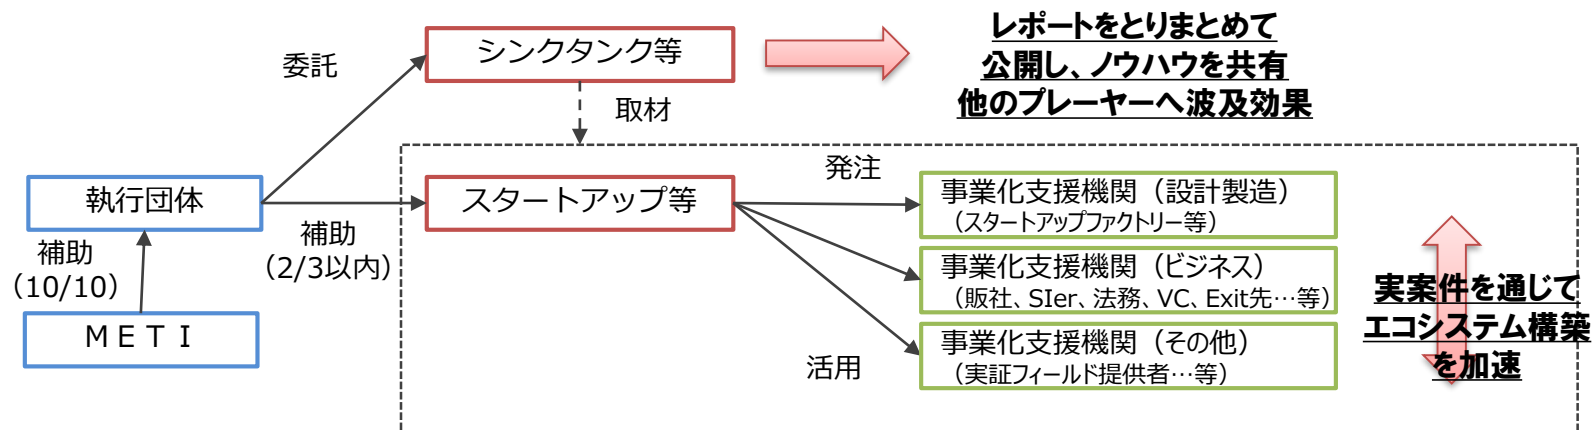 レポートをとりまとめて
公開し、ノウハウを共有
他のプレーヤーへ波及効果
シンクタンク等
委託
取材
発注
執行団体
スタートアップ等
事業化支援機関（設計製造）
（スタートアップファクトリー等）
補助
（10/10）
補助
（2/3以内）
事業化支援機関（ビジネス）
（販社、SIer、法務、VC、Exit先…等）
実案件を通じて
エコシステム構築
を加速
ＭＥＴＩ
事業化支援機関（その他）
（実証フィールド提供者…等）
活用